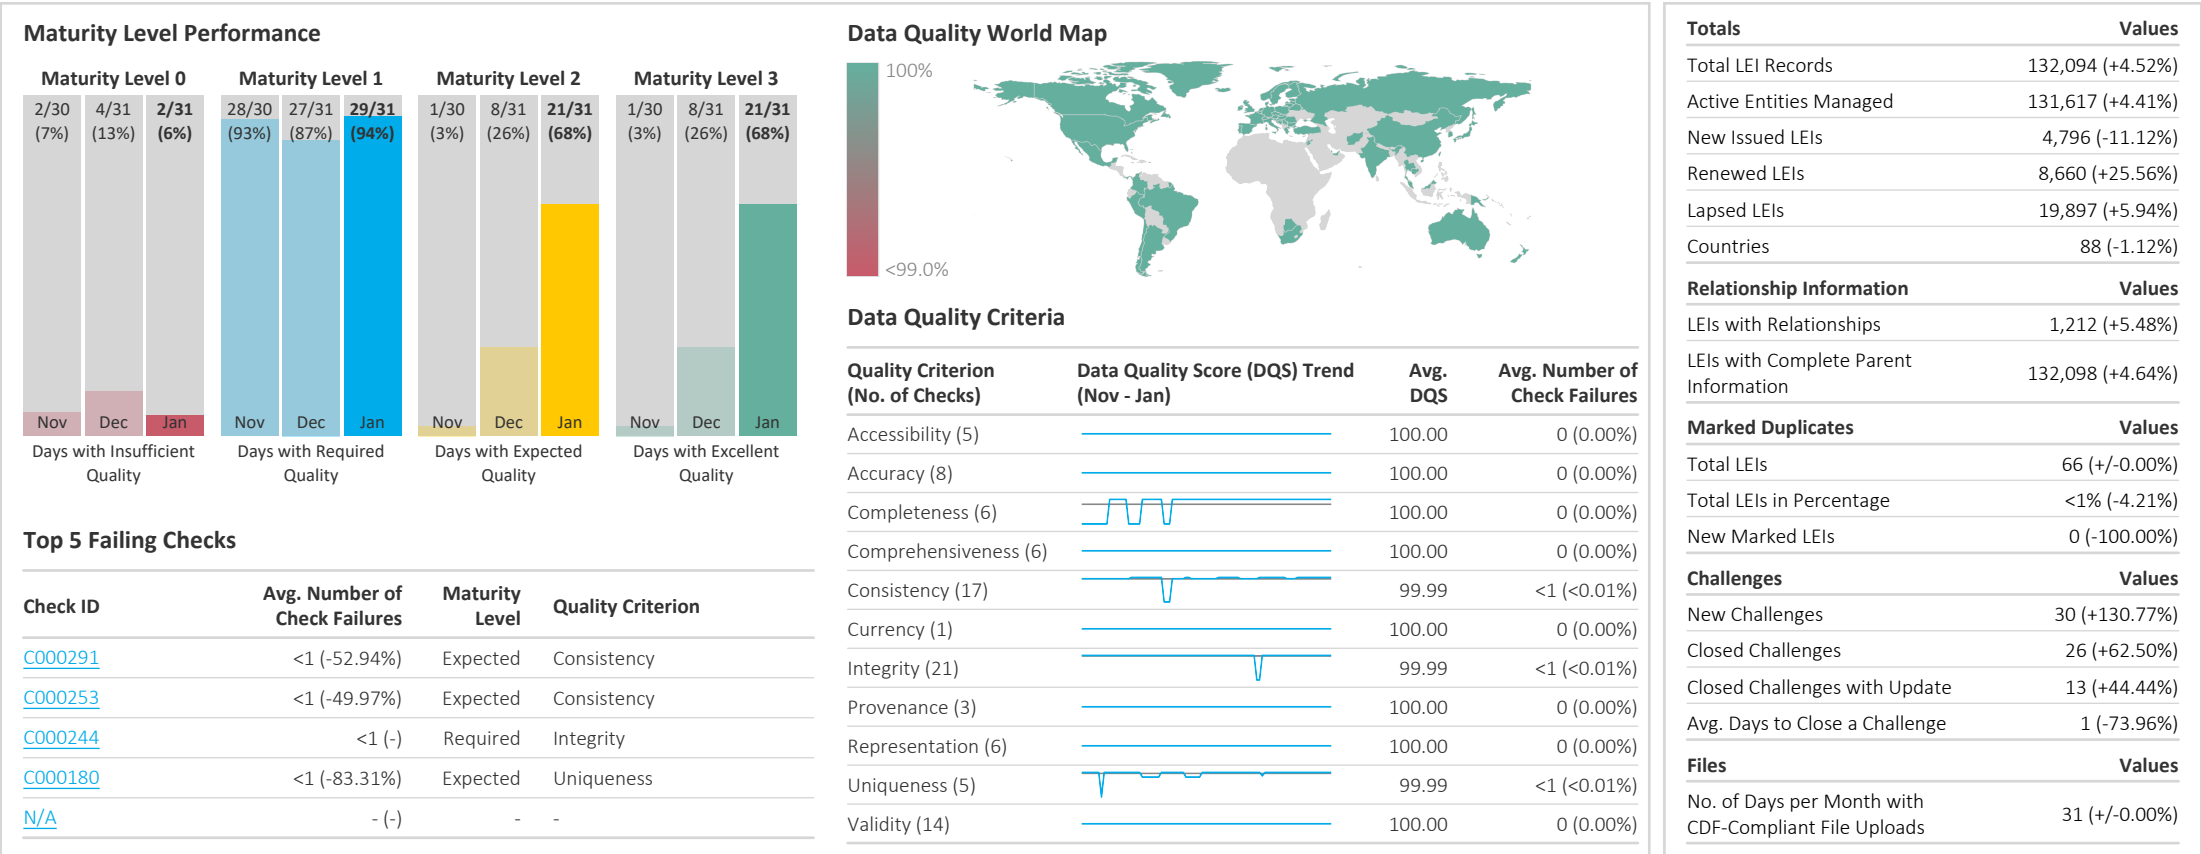 Maturity Level Performance
Maturity Level 0
2/30 4/31 2/31
(7%) (13%) (6%)
Nov Dec Jan
Days with Insufficient
Quality
Maturity Level 1
28/30 27/31 29/31
(93%) (87%) (94%)
Nov Dec Jan
Days with Required
Quality
Maturity Level 2
1/30 8/31 21/31
(3%) (26%) (68%)
Nov Dec Jan
Days with Expected
Quality
Maturity Level 3
1/30 8/31 21/31
(3%) (26%) (68%)
Nov Dec Jan
Days with Excellent
Quality
Top 5 Failing Checks
Check ID Avg. Number of Check Failures Maturity Level Quality Criterion
C000291 <1 (-52.94%) Expected Consistency
C000253 <1 (-49.97%) Expected Consistency
C000244 <1 (-) Required Integrity
C000180 <1 (-83.31%) Expected Uniqueness
N/A - (-) - -
Data Quality World Map
100%
<99.0%
Data Quality Criteria
Quality Criterion (No. of Checks) Data Quality Score (DQS) Trend (Nov - Jan) Avg. DQS Avg. Number of Check Failures
Accessibility (5) 100.00 0 (0.00%)
Accuracy (8) 100.00 0 (0.00%)
Completeness (6) 100.00 0 (0.00%)
Comprehensiveness (6) 100.00 0 (0.00%)
Consistency (17) 99.99 <1 (<0.01%)
Currency (1) 100.00 0 (0.00%)
Integrity (21) 99.99 <1 (<0.01%)
Provenance (3) 100.00 0 (0.00%)
Representation (6) 100.00 0 (0.00%)
Uniqueness (5) 99.99 <1 (<0.01%)
Validity (14) 100.00 0 (0.00%)
Totals Values
Total LEI Records 132,094 (+4.52%)
Active Entities Managed 131,617 (+4.41%)
New Issued LEIs 4,796 (-11.12%)
Renewed LEIs 8,660 (+25.56%)
Lapsed LEIs 19,897 (+5.94%)
Countries 88 (-1.12%)
Relationship Information Values
LEIs with Relationships 1,212 (+5.48%)
LEIs with Complete Parent
Information 132,098 (+4.64%)
Marked Duplicates Values
Total LEIs 66 (+/-0.00%)
Total LEIs in Percentage <1% (-4.21%)
New Marked LEIs 0 (-100.00%)
Challenges Values
New Challenges 30 (+130.77%)
Closed Challenges 26 (+62.50%)
Closed Challenges with Update 13 (+44.44%)
Avg. Days to Close a Challenge 1 (-73.96%)
Files Values
No. of Days per Month with
CDF-Compliant File Uploads 31 (+/-0.00%)